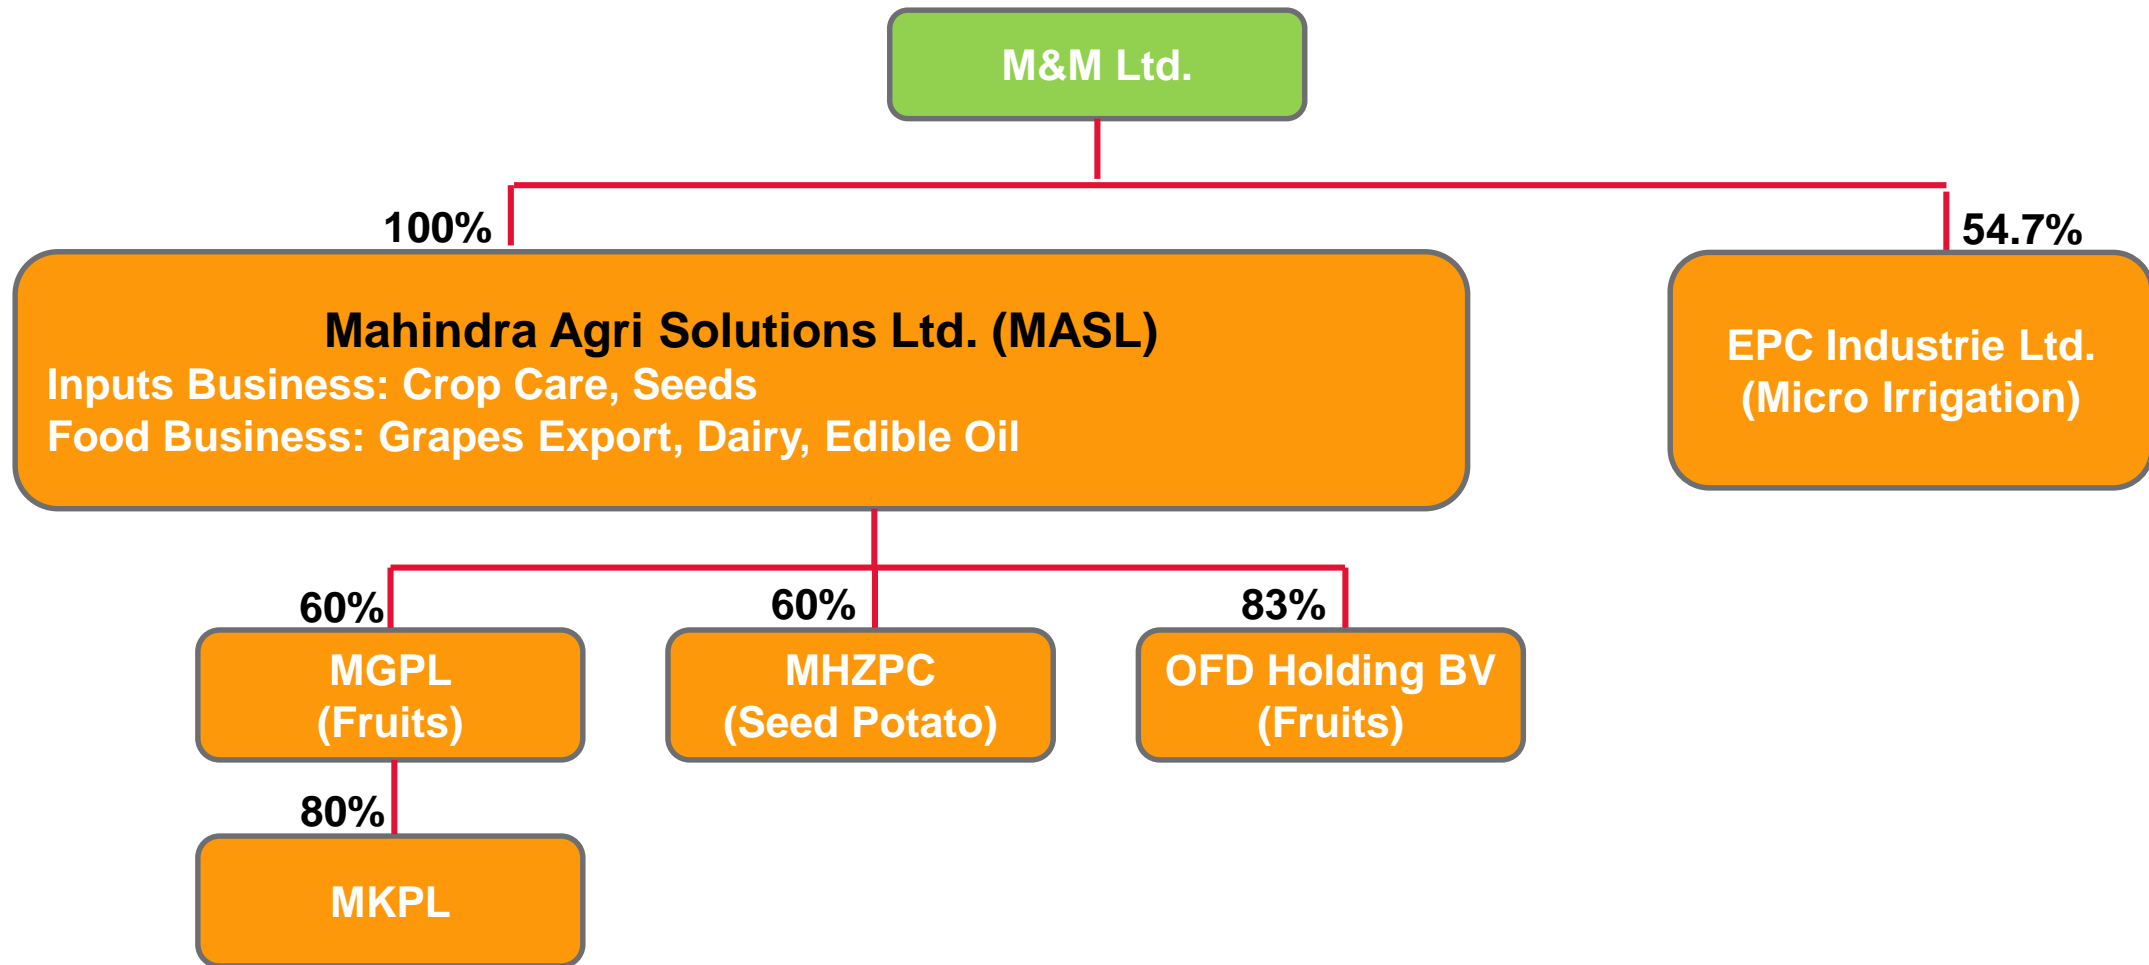 M&M Ltd.
100%
54.7%
Mahindra Agri Solutions Ltd. (MASL)
Inputs Business: Crop Care, Seeds
Food Business: Grapes Export, Dairy, Edible Oil
EPC Industrie Ltd.
(Micro Irrigation)
60%
60%
83%
MGPL
(Fruits)
MHZPC
(Seed Potato)
OFD Holding BV
(Fruits)
80%
MKPL